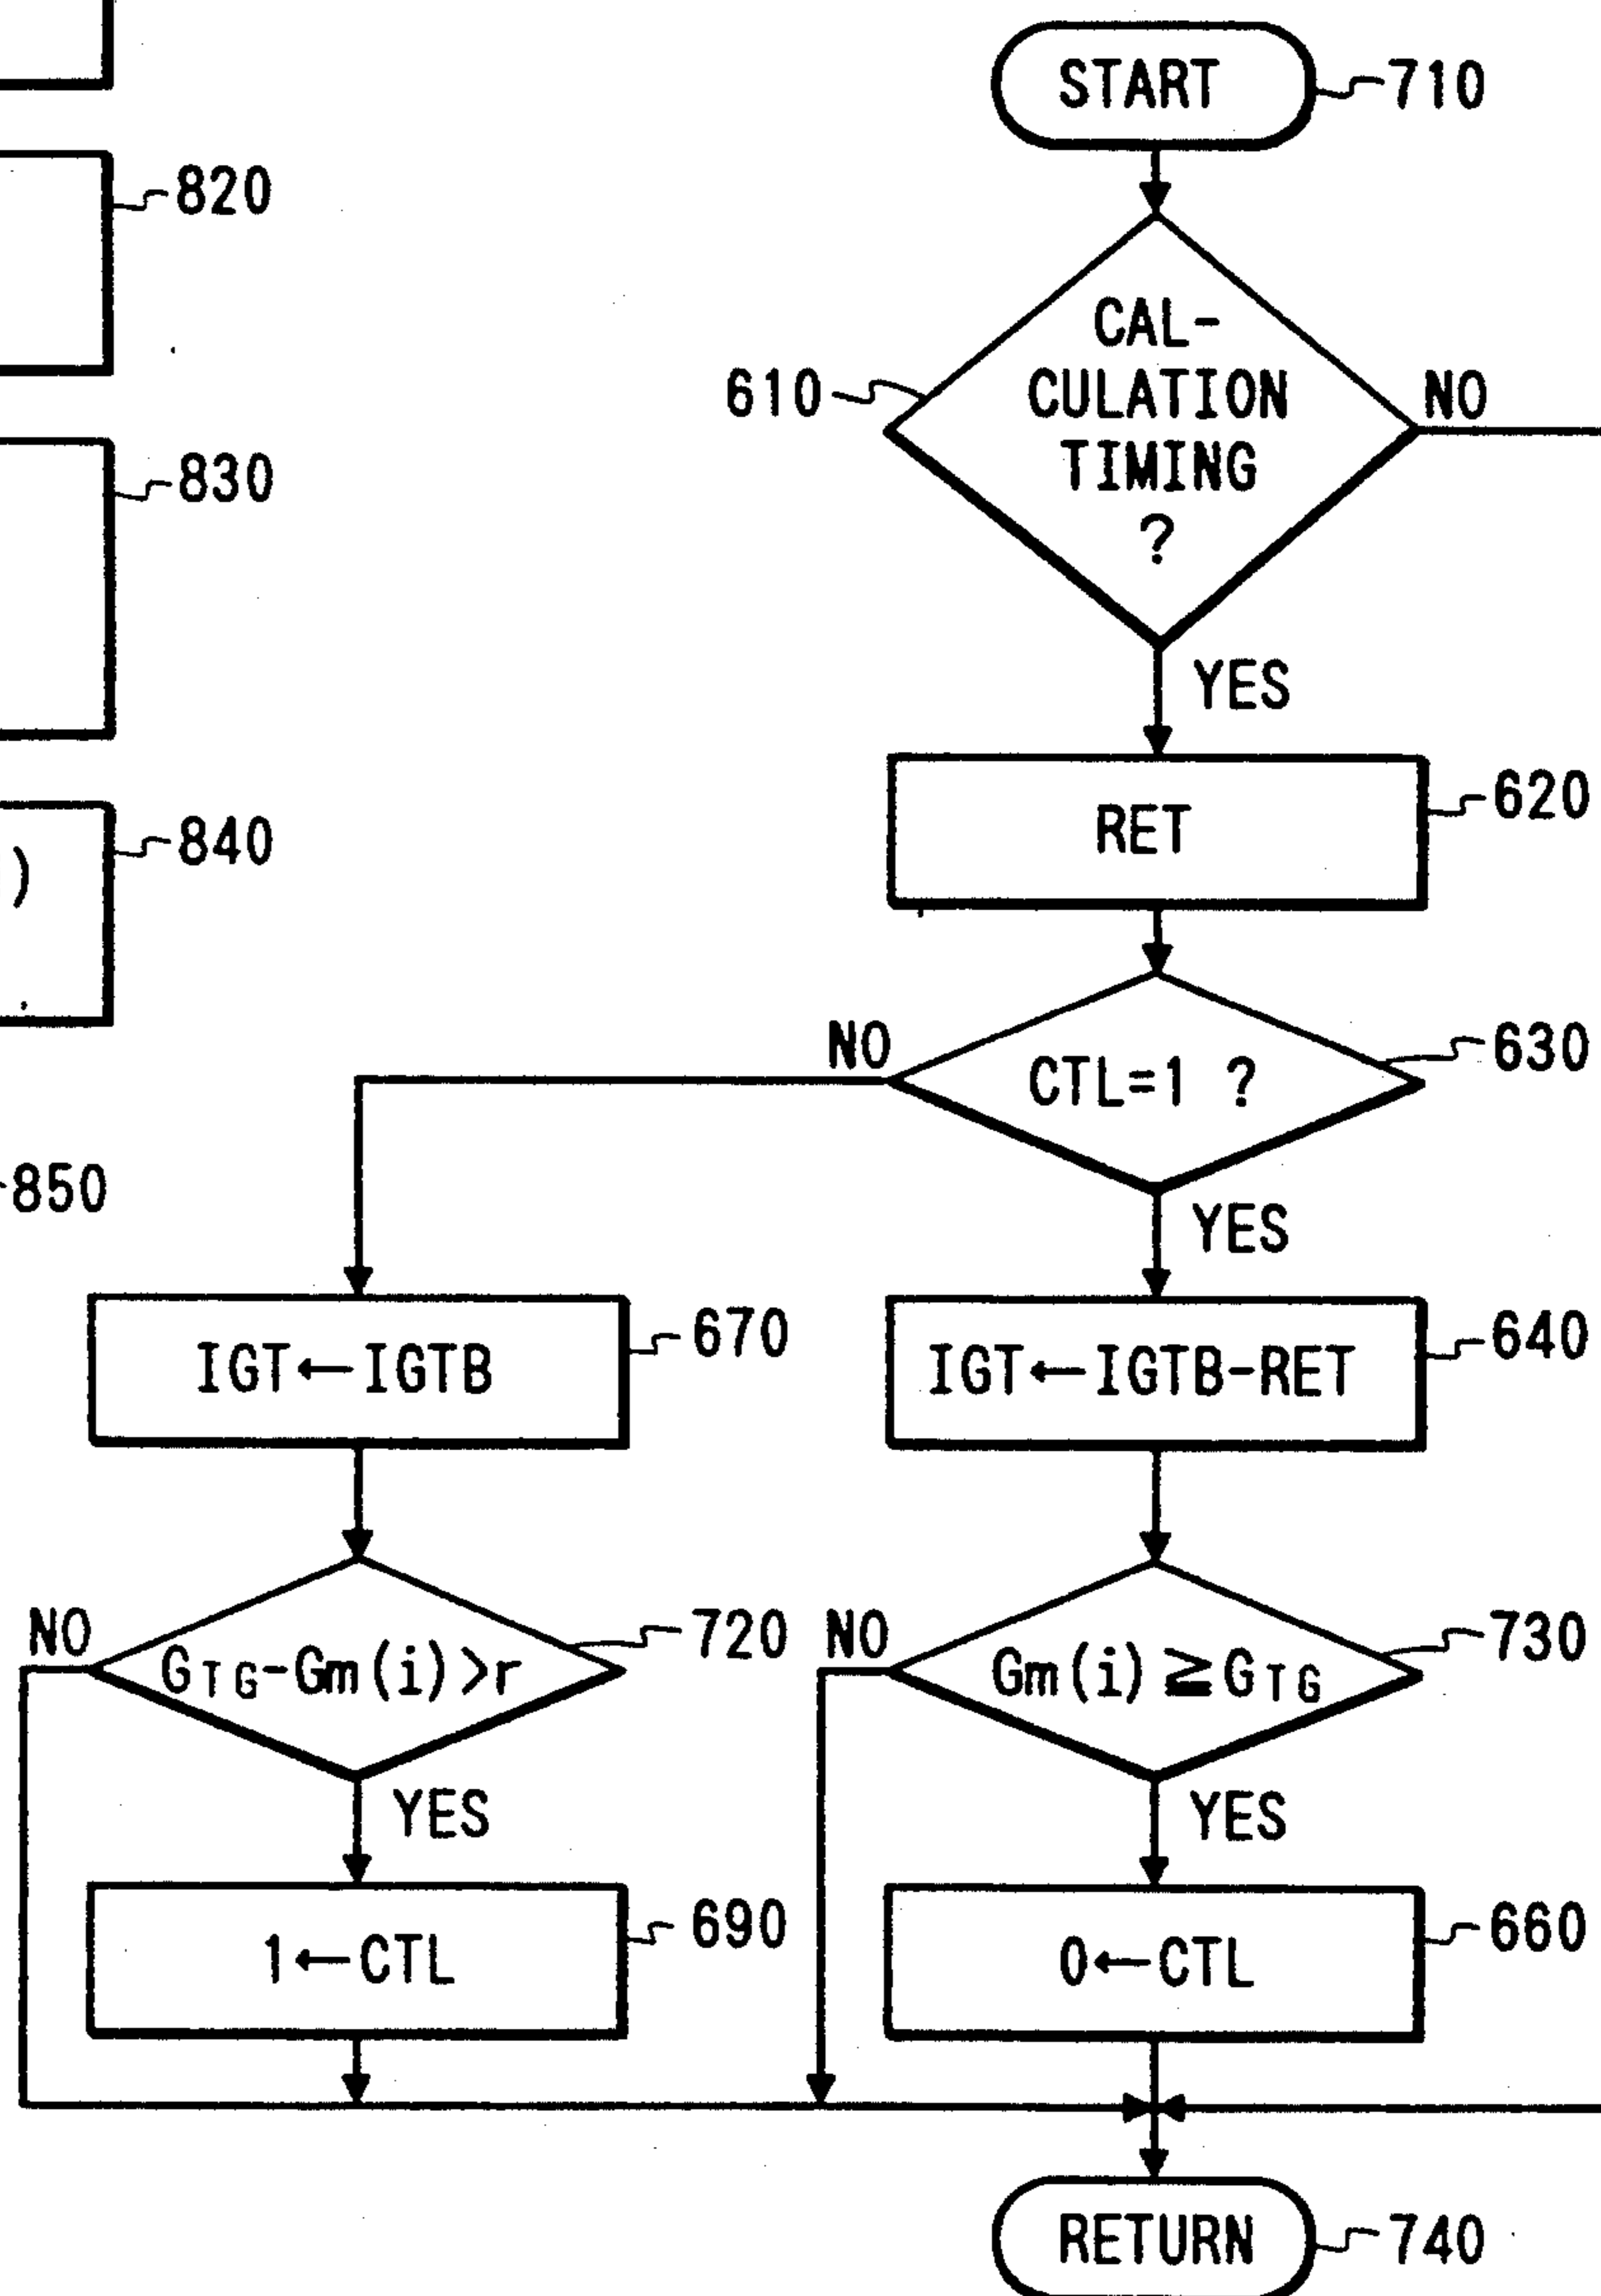 START
710
820
CAL-
CULATION
TIMING
?
610
NO
830
YES
RET
620
)
840
CTL=1 ?
NO
630
YES
850
IGT←IGTB
670
IGT←IGTB-RET
640
NO
GTG-Gm(i)>r
720
NO
Gm(i)≧GTG
730
YES
YES
1←CTL
690
0←CTL
660
RETURN
740